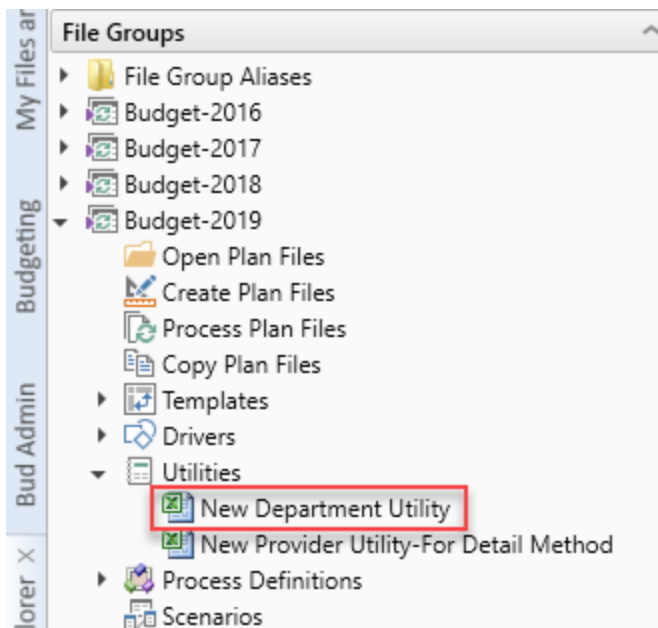 My Files ar
Budgeting
Bud Admin
lorer ×
File Groups
File Group Aliases
Budget-2016
Budget-2017
Budget-2018
Budget-2019
Open Plan Files
Create Plan Files
Process Plan Files
Copy Plan Files
Templates
Drivers
Utilities
New Department Utility
New Provider Utility-For Detail Method
Process Definitions
Scenarios